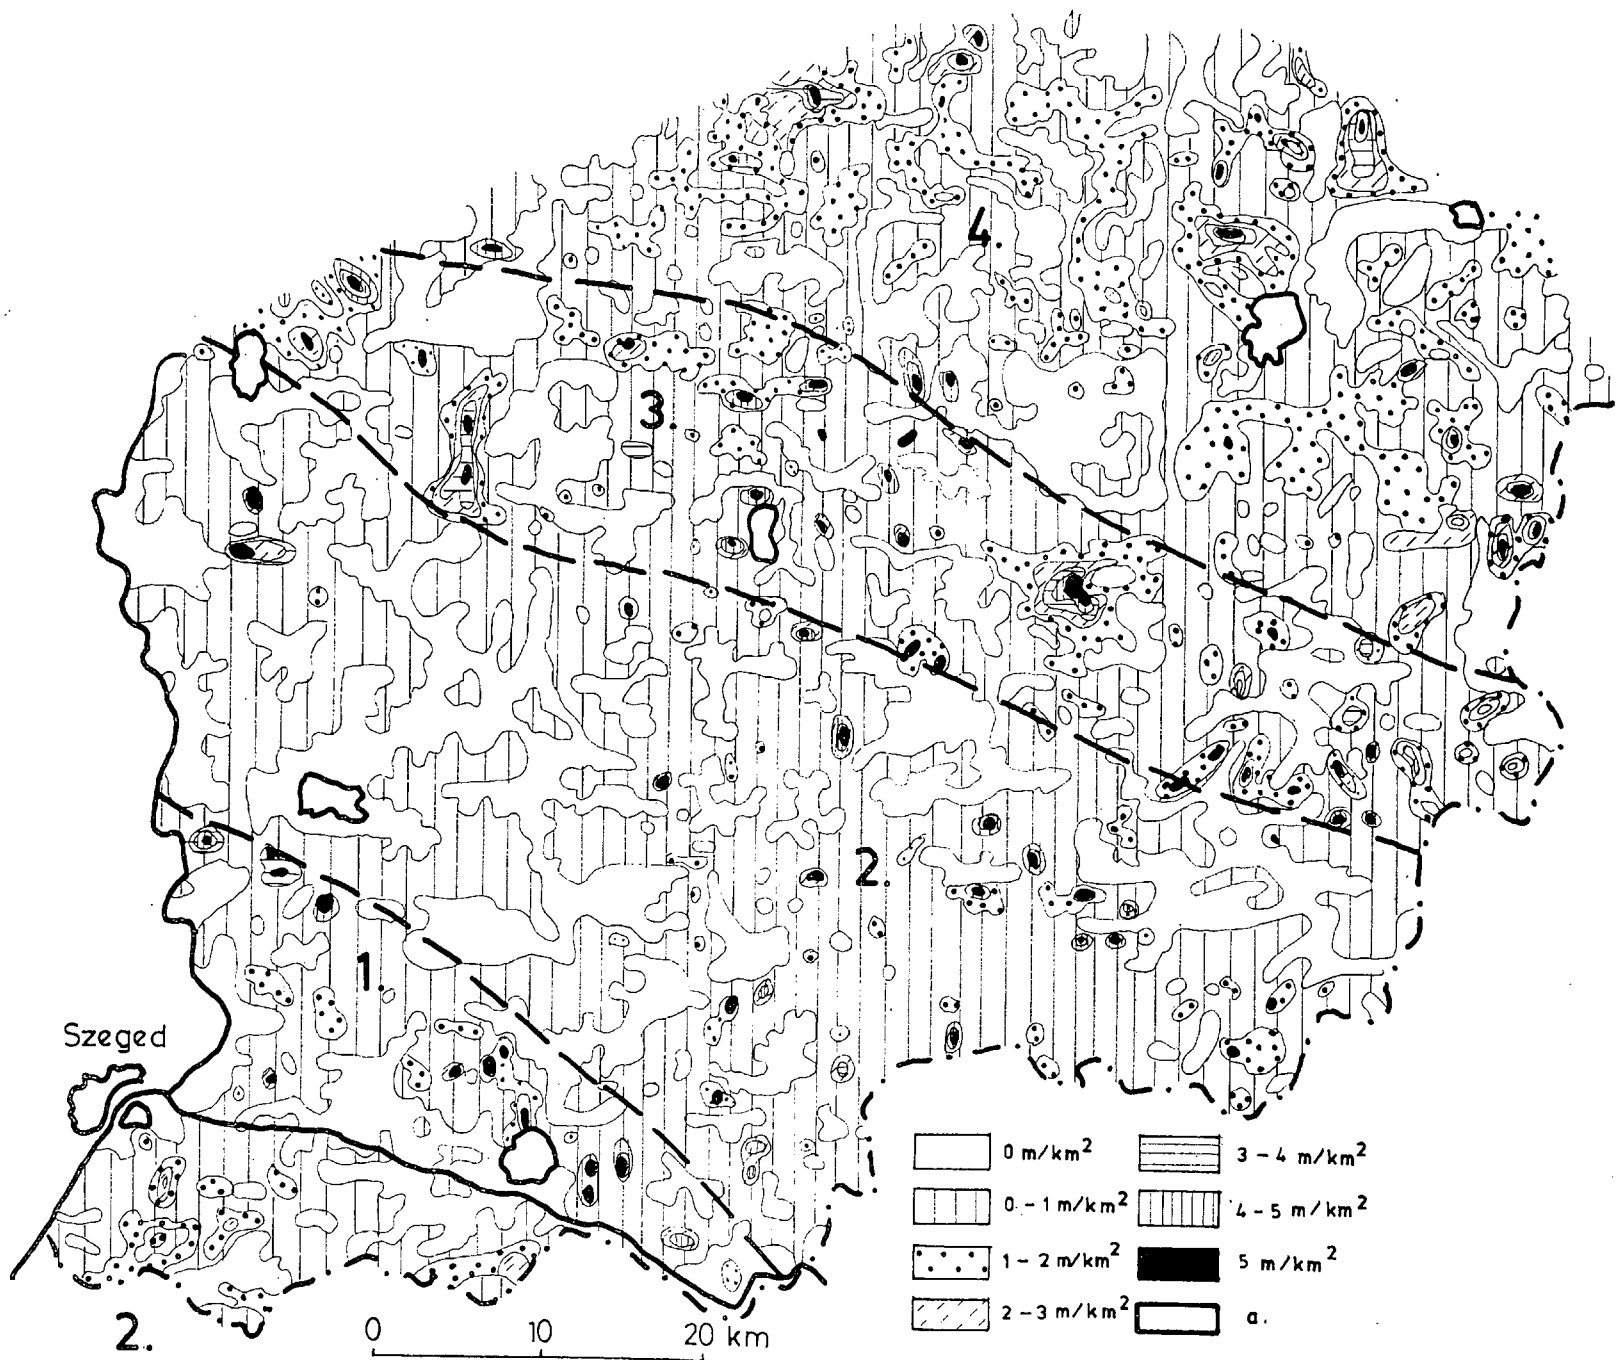 4.
3.
2.
1.
Szeged
0 m/km²
0 - 1 m/km²
1 - 2 m/km²
2 - 3 m/km²
3 - 4 m/km²
4 - 5 m/km²
5 m/km²
a.
2.
0 10 20 km